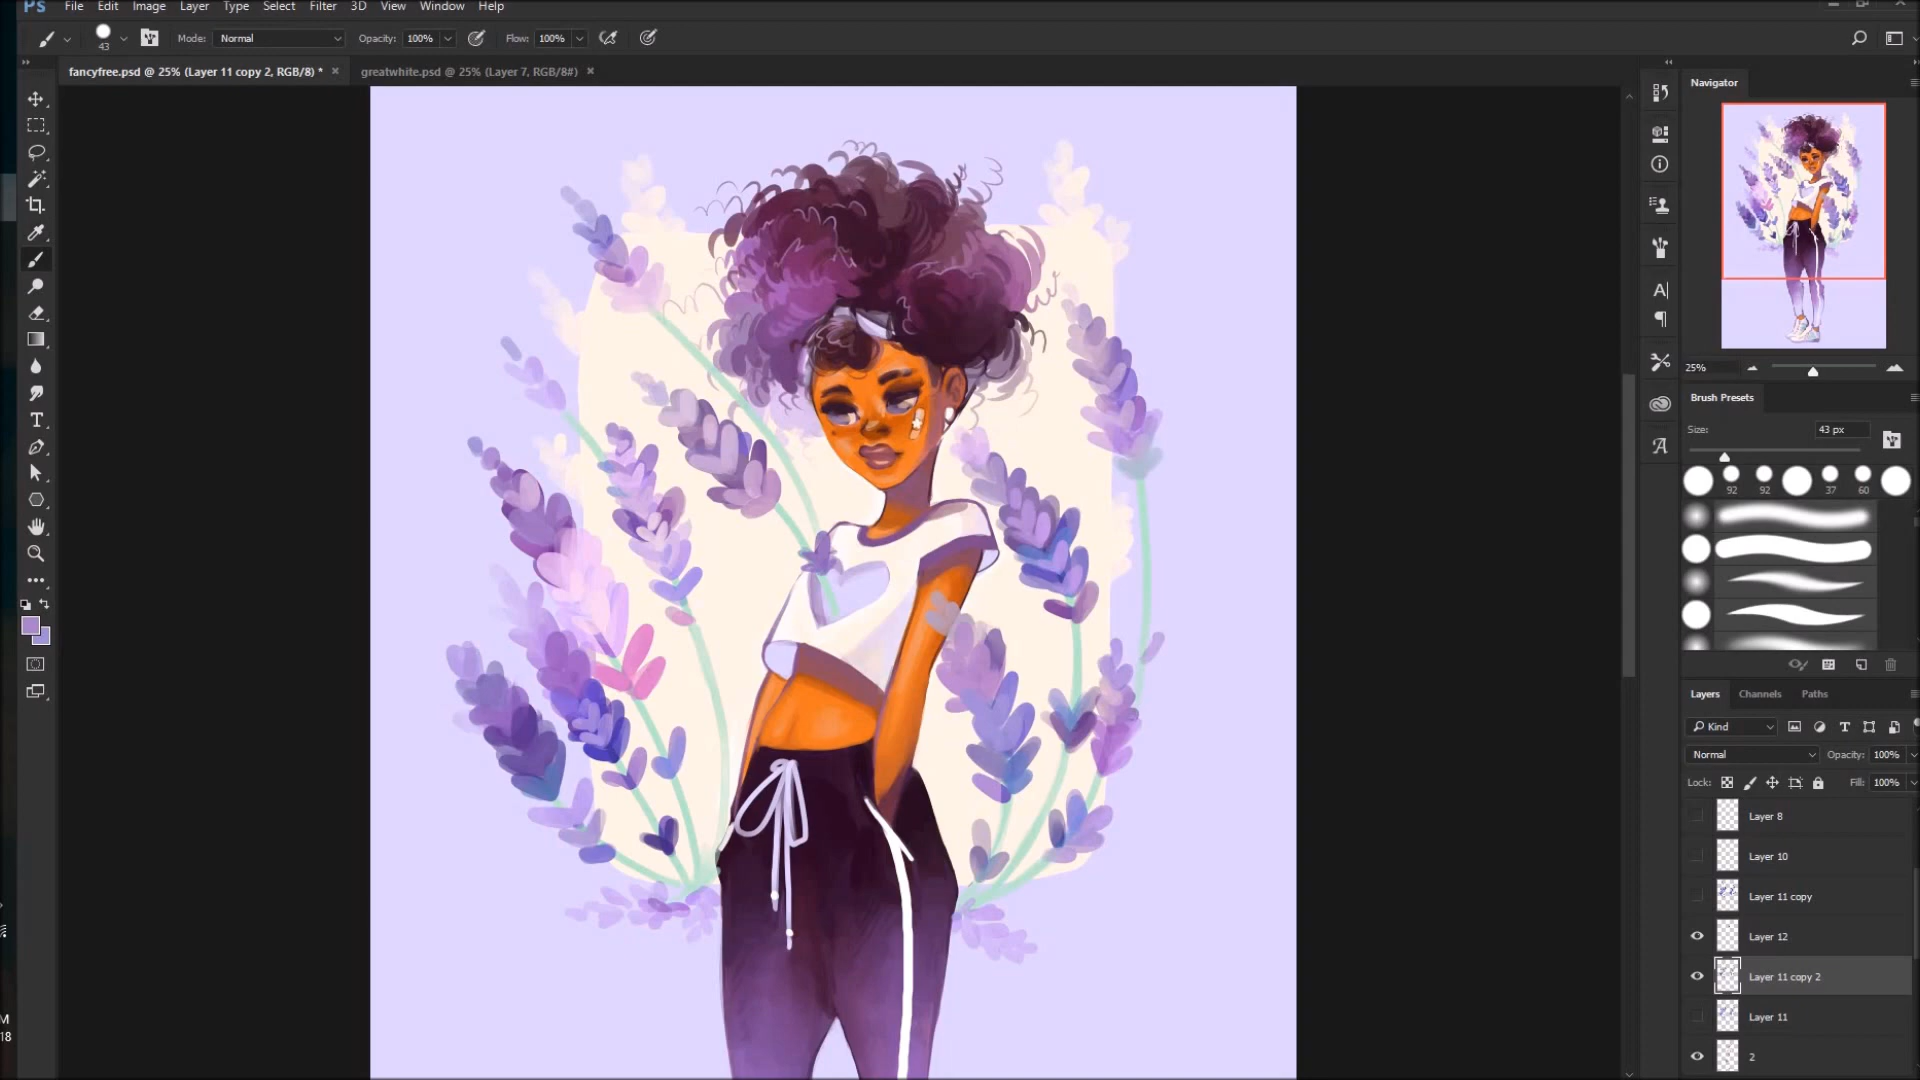 Ps File Edit Image Layer Type Select Filter 3D View Window Help
43 Mode: Normal Opacity: 100% Flow: 100%
fancyfree.psd @ 25% (Layer 11 copy 2, RGB/8) * × greatwhite.psd @ 25% (Layer 7, RGB/8#) ×
Navigator
25%
Brush Presets
Size: 43 px
92 92 37 60
Layers Channels Paths
Kind
Normal Opacity: 100%
Lock: Fill: 100%
Layer 8
Layer 10
Layer 11 copy
Layer 12
Layer 11 copy 2
Layer 11
2
M
18